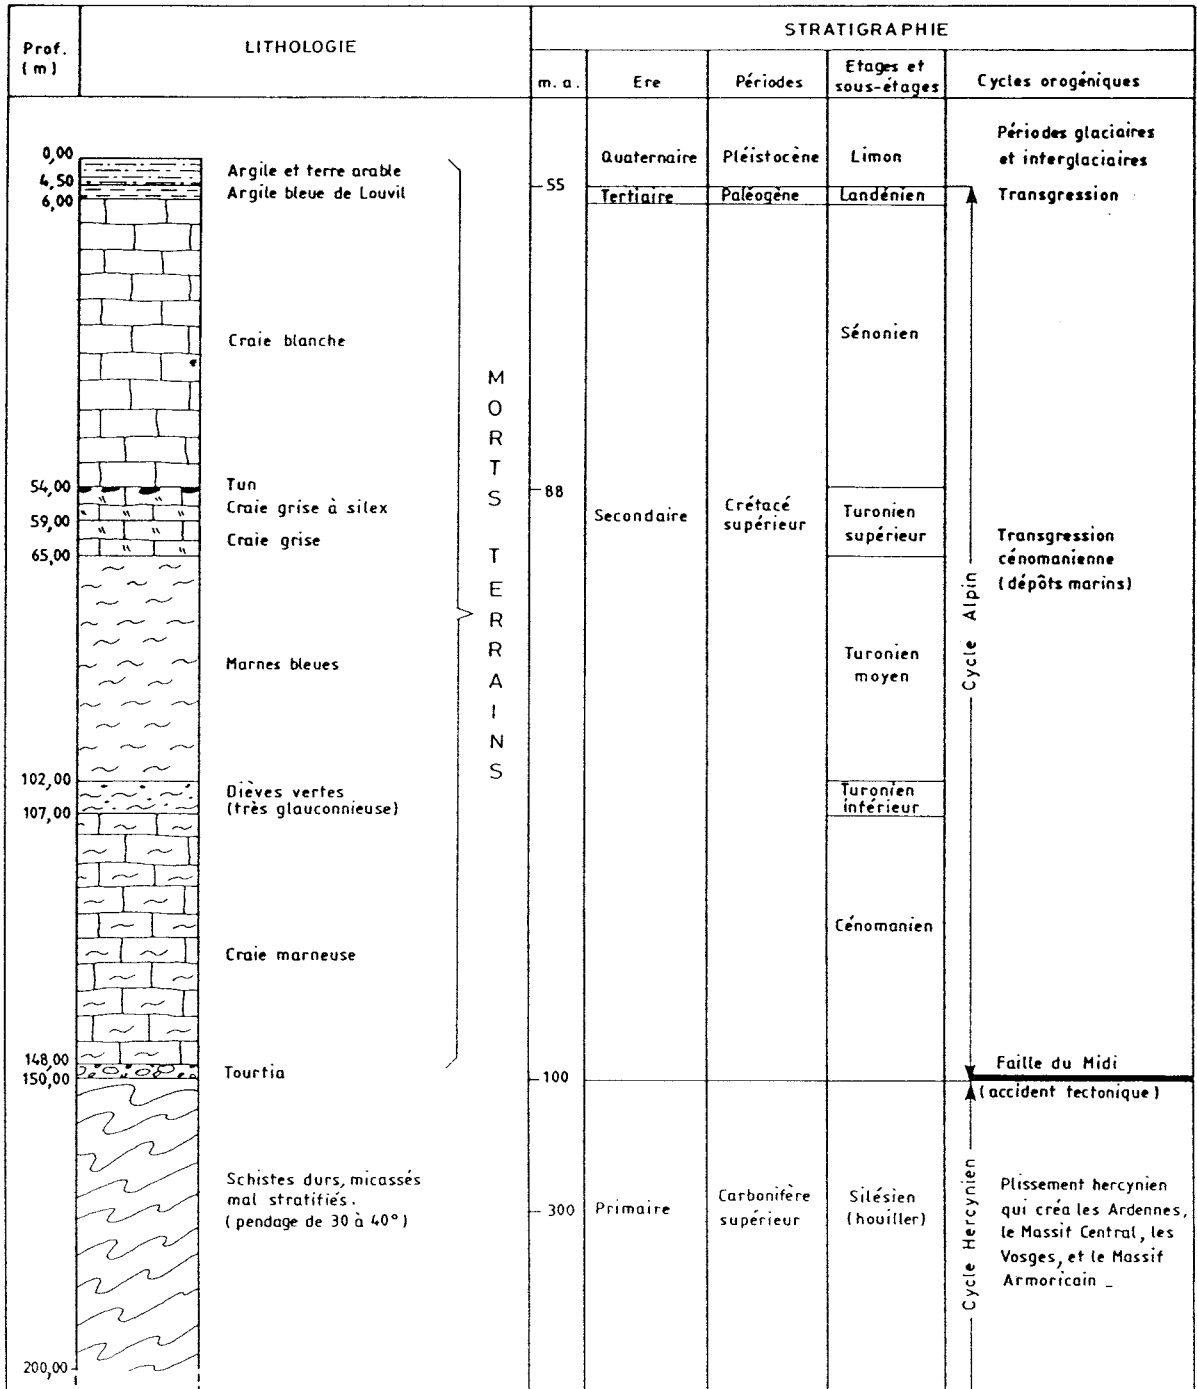 Prof.
(m)
LITHOLOGIE
STRATIGRAPHIE
m. a.
Ere
Périodes
Etages et
sous-étages
Cycles orogéniques
0,00
4,50
6,00
54,00
59,00
65,00
102,00
107,00
148,00
150,00
200,00
Argile et terre arable
Argile bleue de Louvil
Craie blanche
Tun
Craie grise à silex
Craie grise
Marnes bleues
Dièves vertes
(très glauconnieuse)
Craie marneuse
Tourtia
Schistes durs, micassés
mal stratifiés.
(pendage de 30 à 40°)
MORTS TERRAINS
55
88
100
300
Quaternaire
Tertiaire
Secondaire
Primaire
Pléistocène
Paléogène
Crétacé
supérieur
Carbonifère
supérieur
Limon
Landénien
Sénonien
Turonien
supérieur
Turonien
moyen
Turonien
inférieur
Cénomanien
Silésien
(houiller)
Cycle Alpin
Cycle Hercynien
Périodes glaciaires
et interglaciaires
Transgression
Transgression
cénomanienne
(dépôts marins)
Faille du Midi
(accident tectonique)
Plissement hercynien
qui créa les Ardennes,
le Massif Central, les
Vosges, et le Massif
Armoricain _